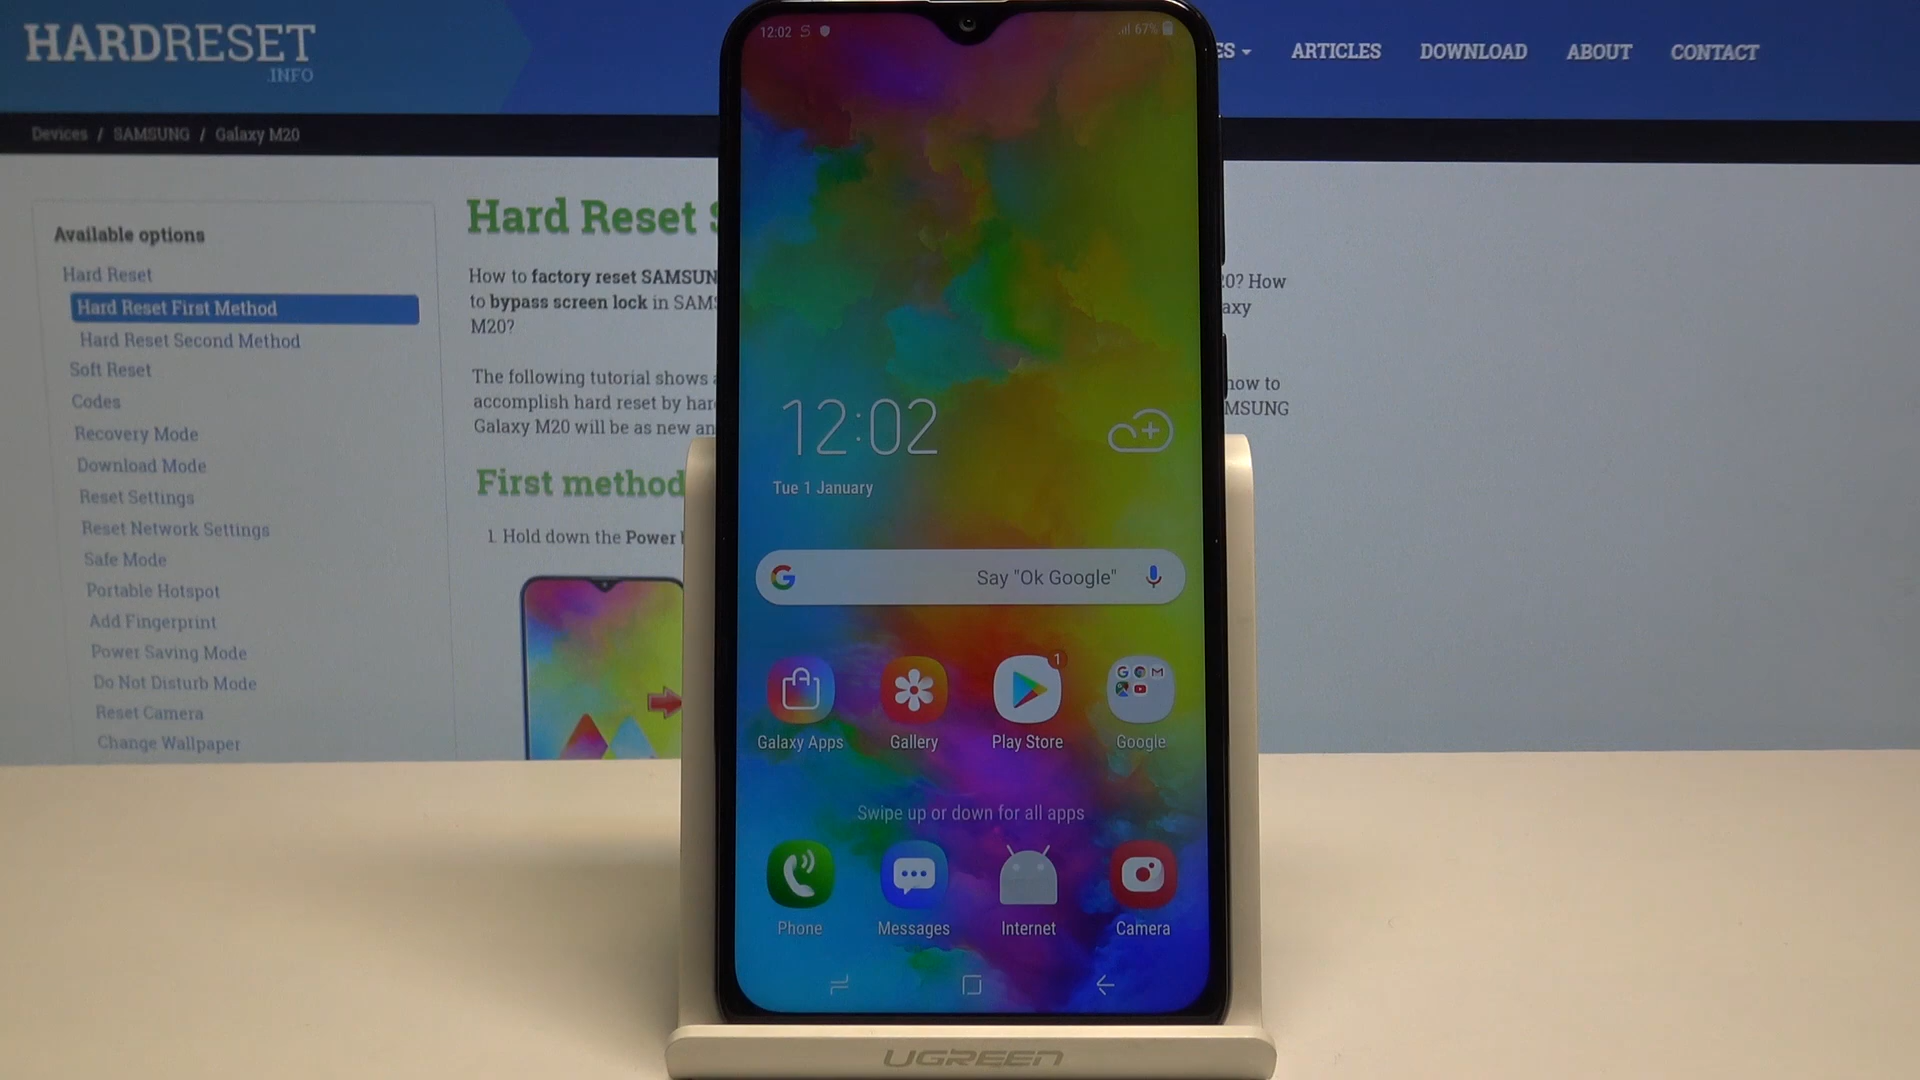 HARDRESET
.INFO
ARTICLES
DOWNLOAD
ABOUT
CONTACT
Devices / SAMSUNG / Galaxy M20
Available options
Hard Reset
Hard Reset First Method
Hard Reset Second Method
Soft Reset
Codes
Recovery Mode
Download Mode
Reset Settings
Reset Network Settings
Safe Mode
Portable Hotspot
Add Fingerprint
Power Saving Mode
Do Not Disturb Mode
Reset Camera
Change Wallpaper
Hard Reset
How to factory reset SAMSUN
to bypass screen lock in SAM
M20?
The following tutorial shows
accomplish hard reset by har
Galaxy M20 will be as new an
First method
1. Hold down the Power
0? How
axy
how to
MSUNG
12:02
67%
12:02
Tue 1 January
Say "Ok Google"
1
Galaxy Apps
Gallery
Play Store
Google
Swipe up or down for all apps
Phone
Messages
Internet
Camera
UGREEN